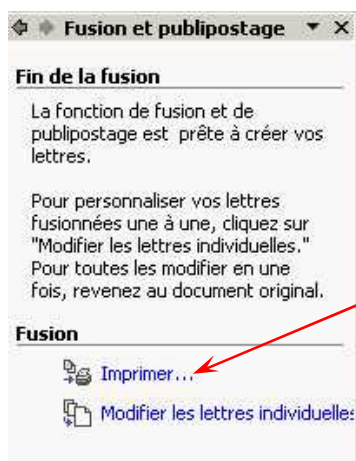 Fusion et publipostage
Fin de la fusion
La fonction de fusion et de
publipostage est prête à créer vos
lettres.
Pour personnaliser vos lettres
fusionnées une à une, cliquez sur
"Modifier les lettres individuelles."
Pour toutes les modifier en une
fois, revenez au document original.
Fusion
Imprimer...
Modifier les lettres individuelles